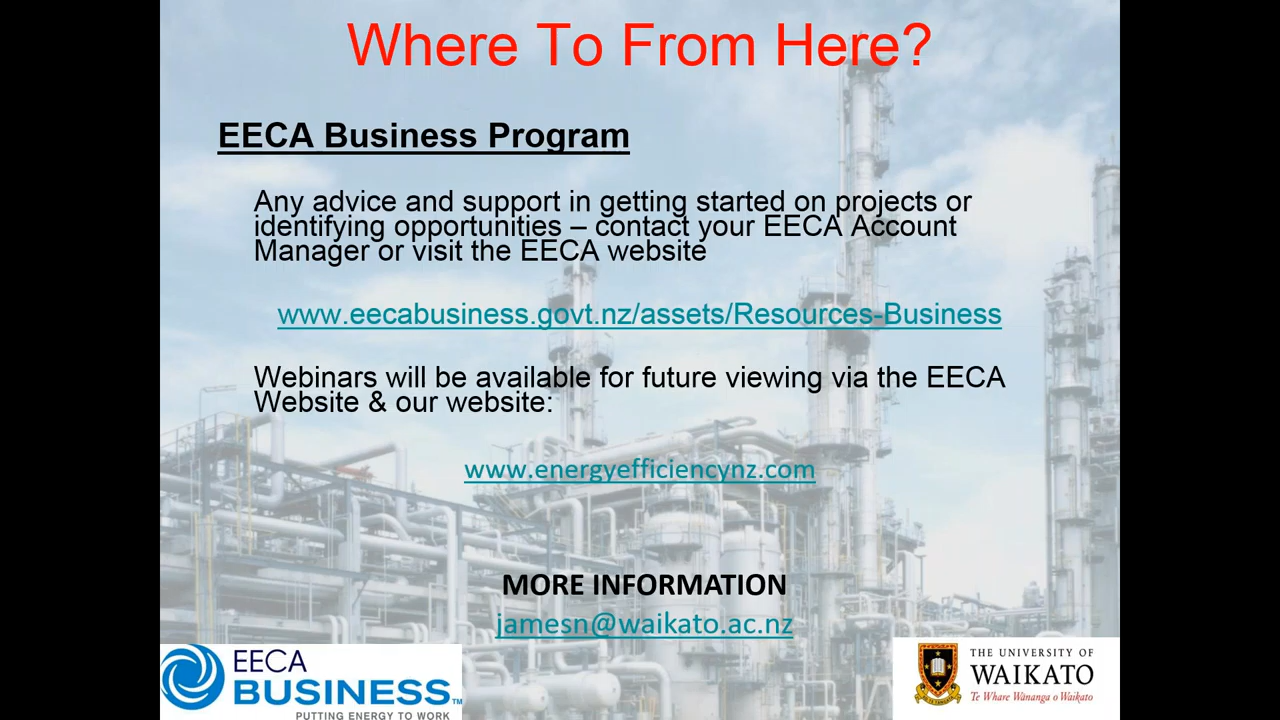 Where To From Here?
EECA Business Program
Any advice and support in getting started on projects or
identifying opportunities – contact your EECA Account
Manager or visit the EECA website
www.eecabusiness.govt.nz/assets/Resources-Business
Webinars will be available for future viewing via the EECA
Website & our website:
www.energyefficiencynz.com
MORE INFORMATION
jamesn@waikato.ac.nz
EECA
BUSINESS™
PUTTING ENERGY TO WORK
THE UNIVERSITY OF
WAIKATO
Te Whare Wānanga o Waikato